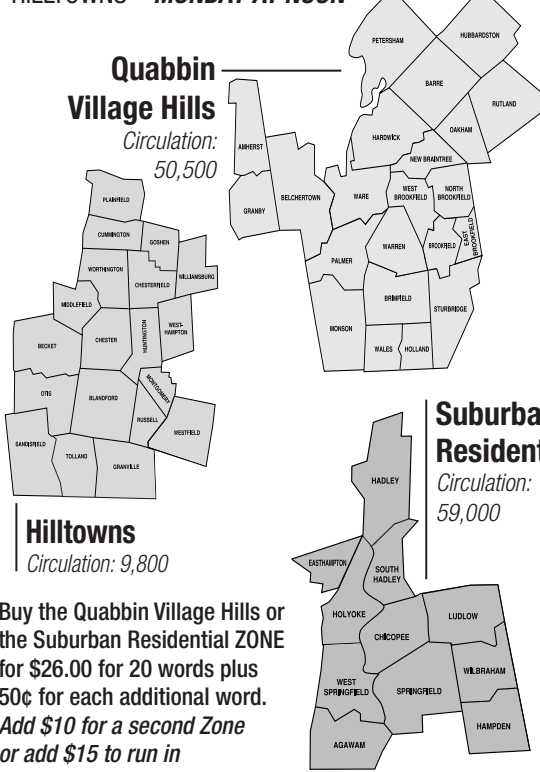 HILLTOWNS MONDAY AT NOON
Quabbin
Village Hills
Circulation:
50,500
PETERSHAM
HUBBARDSTON
BARRE
RUTLAND
HARDWICK
OAKHAM
NEW BRAINTREE
AMHERST
BELCHERTOWN
WARE
WEST
BROOKFIELD
NORTH
BROOKFIELD
GRANBY
PALMER
WARREN
BROOKFIELD
EAST
BROOKFIELD
BRIMFIELD
STURBRIDGE
MONSON
WALES
HOLLAND
PLAINFIELD
CUMMINGTON
GOSHEN
WORTHINGTON
CHESTERFIELD
WILLIAMSBURG
MIDDLEFIELD
CHESTER
HUNTINGTON
WEST-
HAMPTON
BECKET
MONTGOMERY
OTIS
BLANDFORD
RUSSELL
WESTFIELD
SANDISFIELD
TOLLAND
GRANVILLE
Hilltowns
Circulation: 9,800
Suburba
Resident
Circulation:
59,000
HADLEY
EASTHAMPTON
SOUTH
HADLEY
HOLYOKE
LUDLOW
CHICOPEE
WEST
SPRINGFIELD
SPRINGFIELD
WILBRAHAM
HAMPDEN
AGAWAM
Buy the Quabbin Village Hills or
the Suburban Residential ZONE
for $26.00 for 20 words plus
50¢ for each additional word.
Add $10 for a second Zone
or add $15 to run in